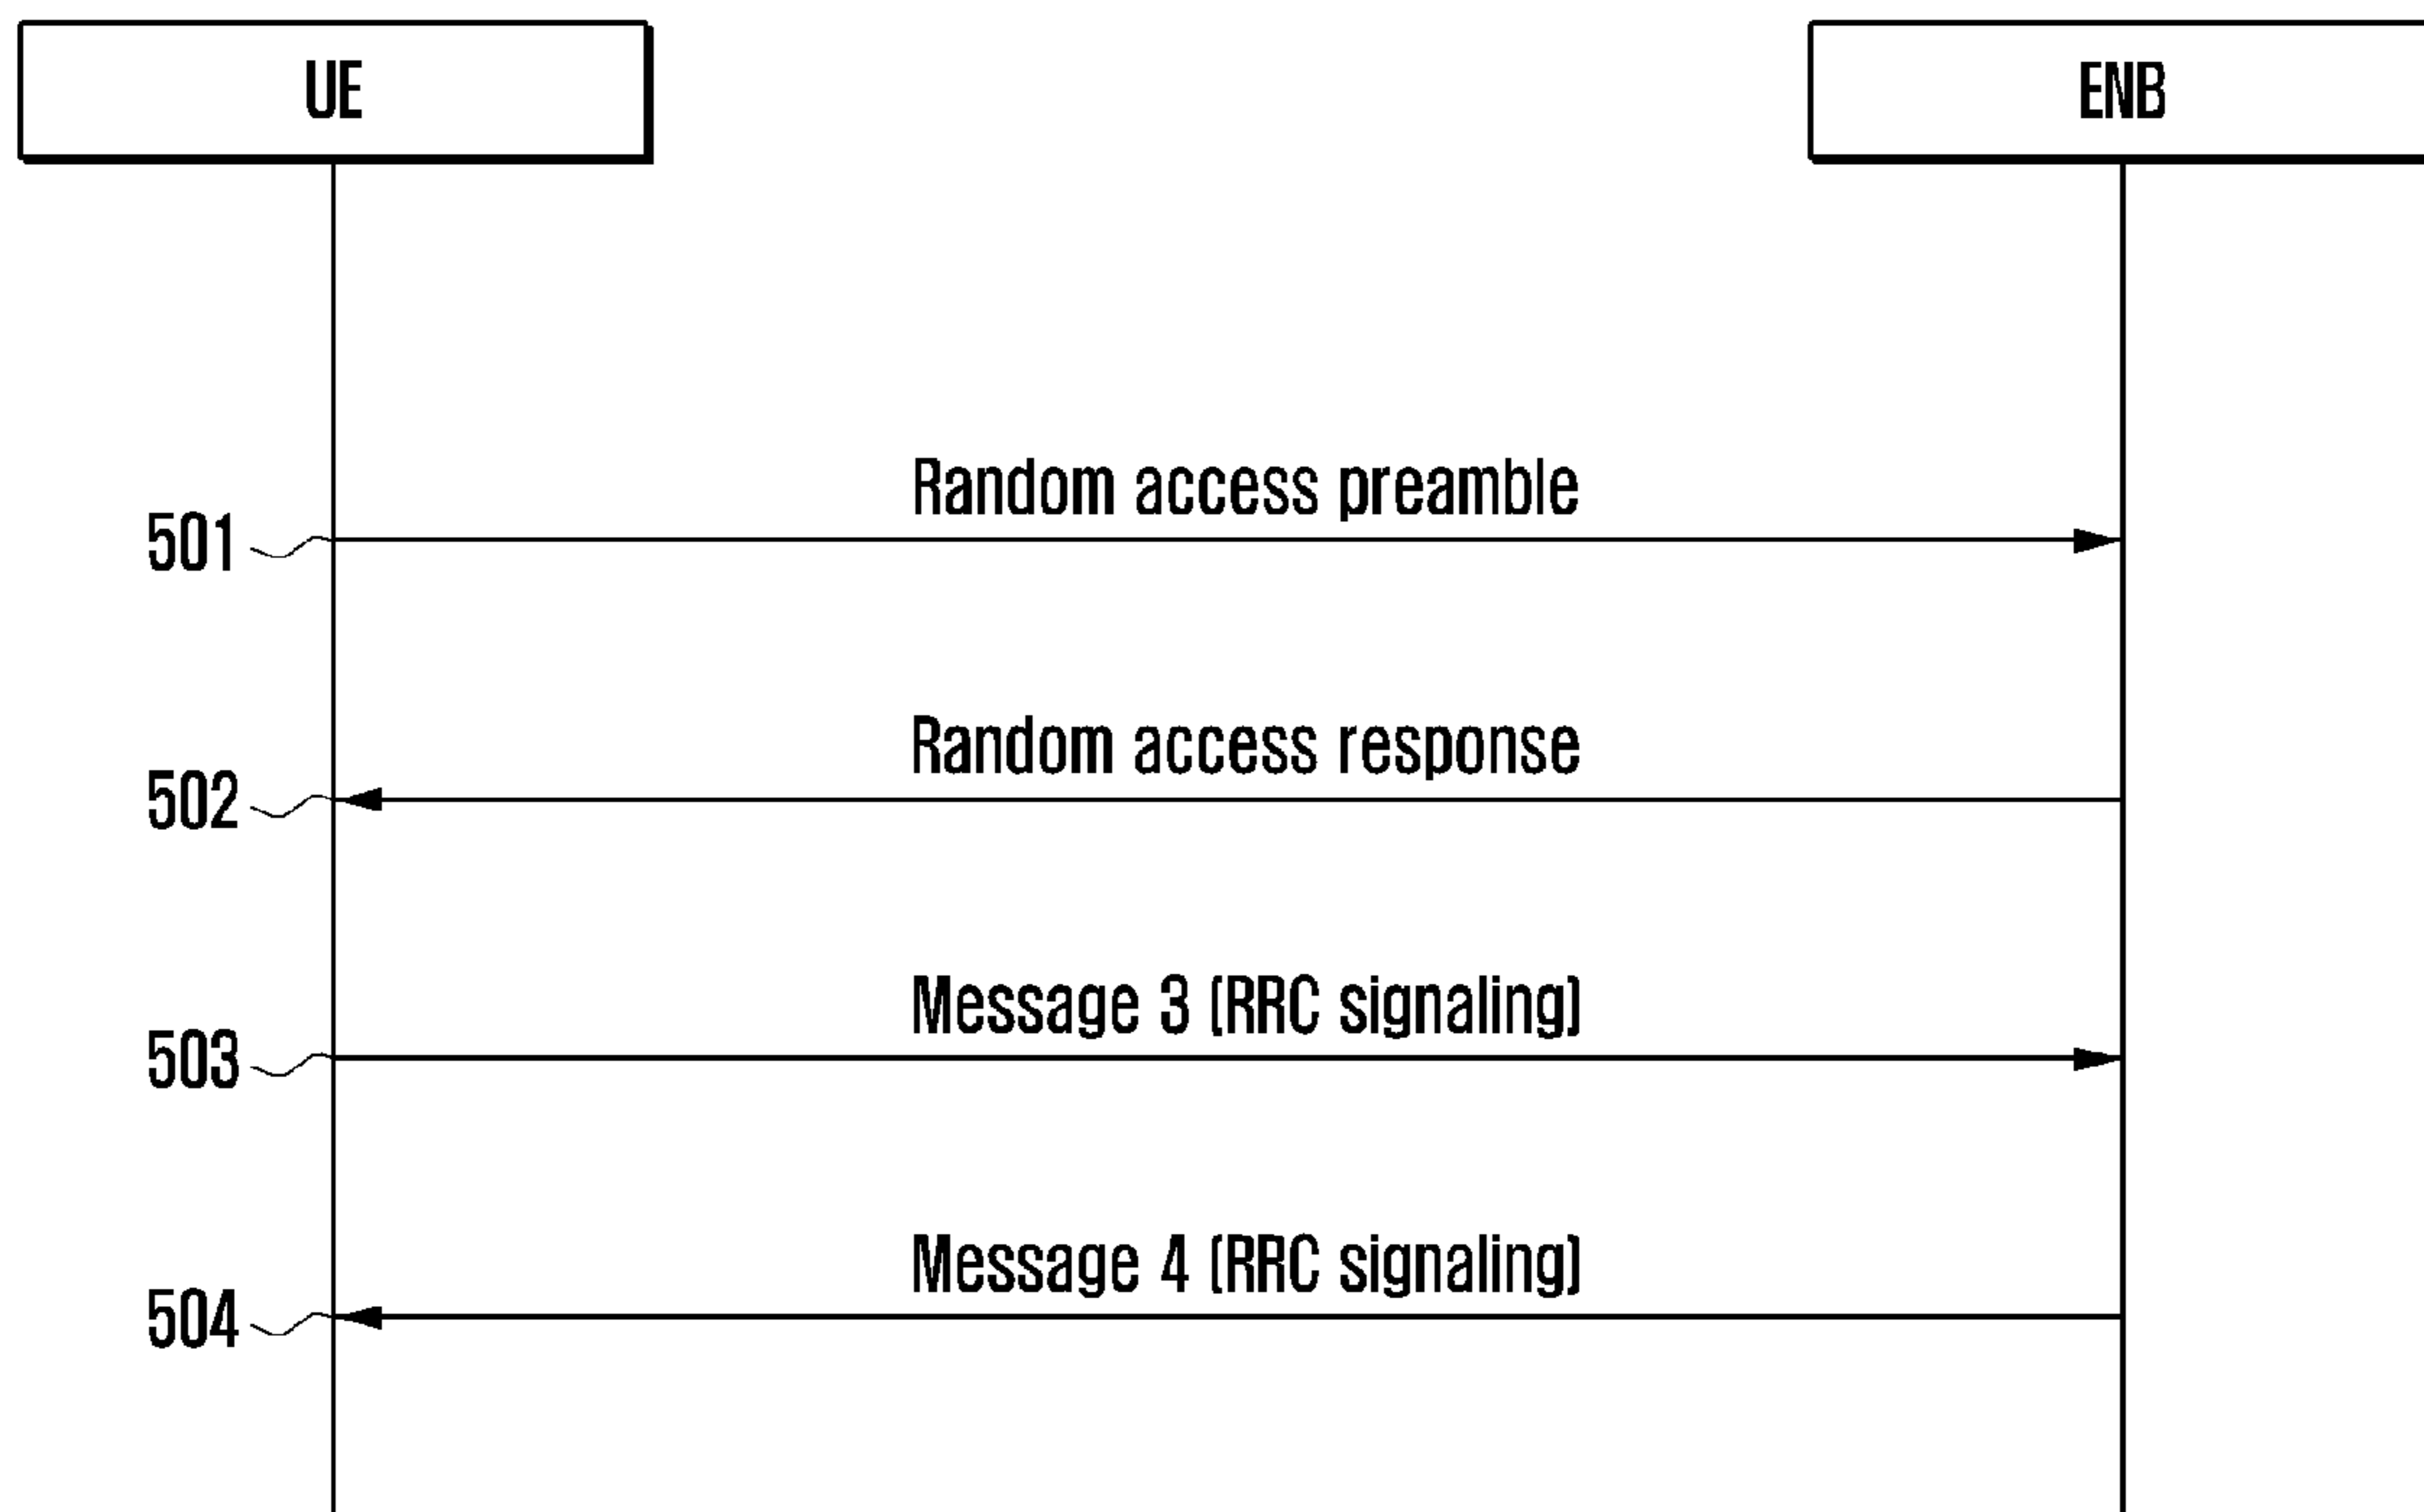 UE
ENB
Random access preamble
501
Random access response
502
Message 3 (RRC signaling)
503
Message 4 (RRC signaling)
504